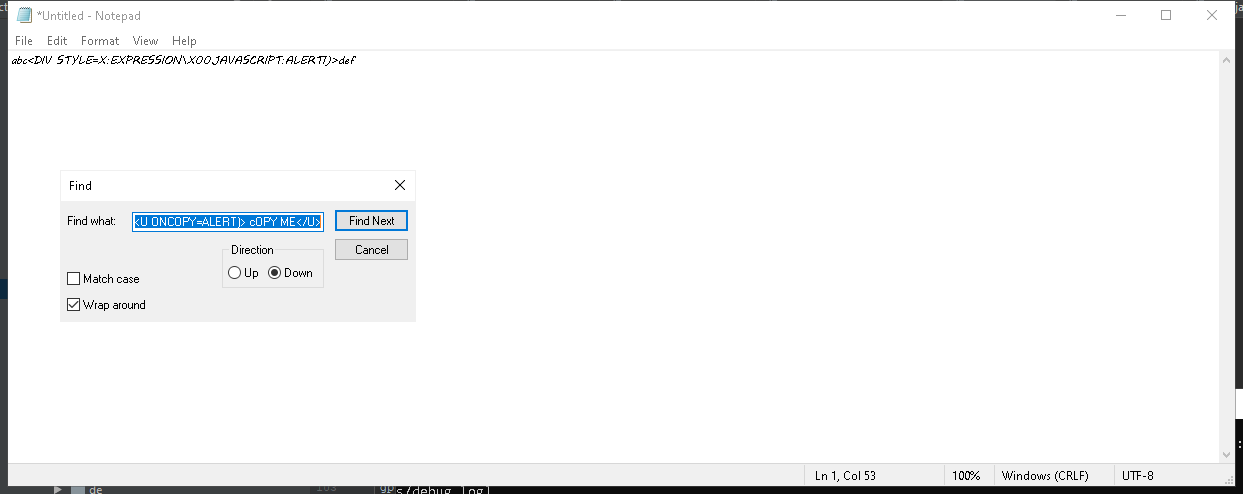 *Untitled - Notepad
File Edit Format View Help
abc<DIV STYLE=X:EXPRESSION\X00JAVASCRIPT:ALERT1)>def
Find
Find what: <U ONCOPY=ALERT)> cOPY ME</U> Find Next
Direction Cancel
Up Down
Match case
Wrap around
Ln 1, Col 53 100% Windows (CRLF) UTF-8
de